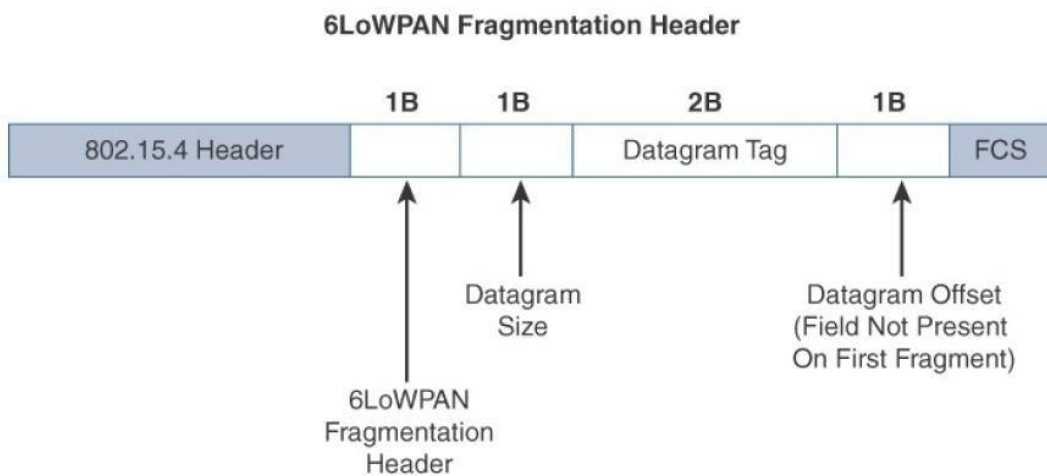 6LoWPAN Fragmentation Header
1B 1B 2B 1B
802.15.4 Header Datagram Tag FCS
Datagram
Size
Datagram Offset
(Field Not Present
On First Fragment)
6LoWPAN
Fragmentation
Header